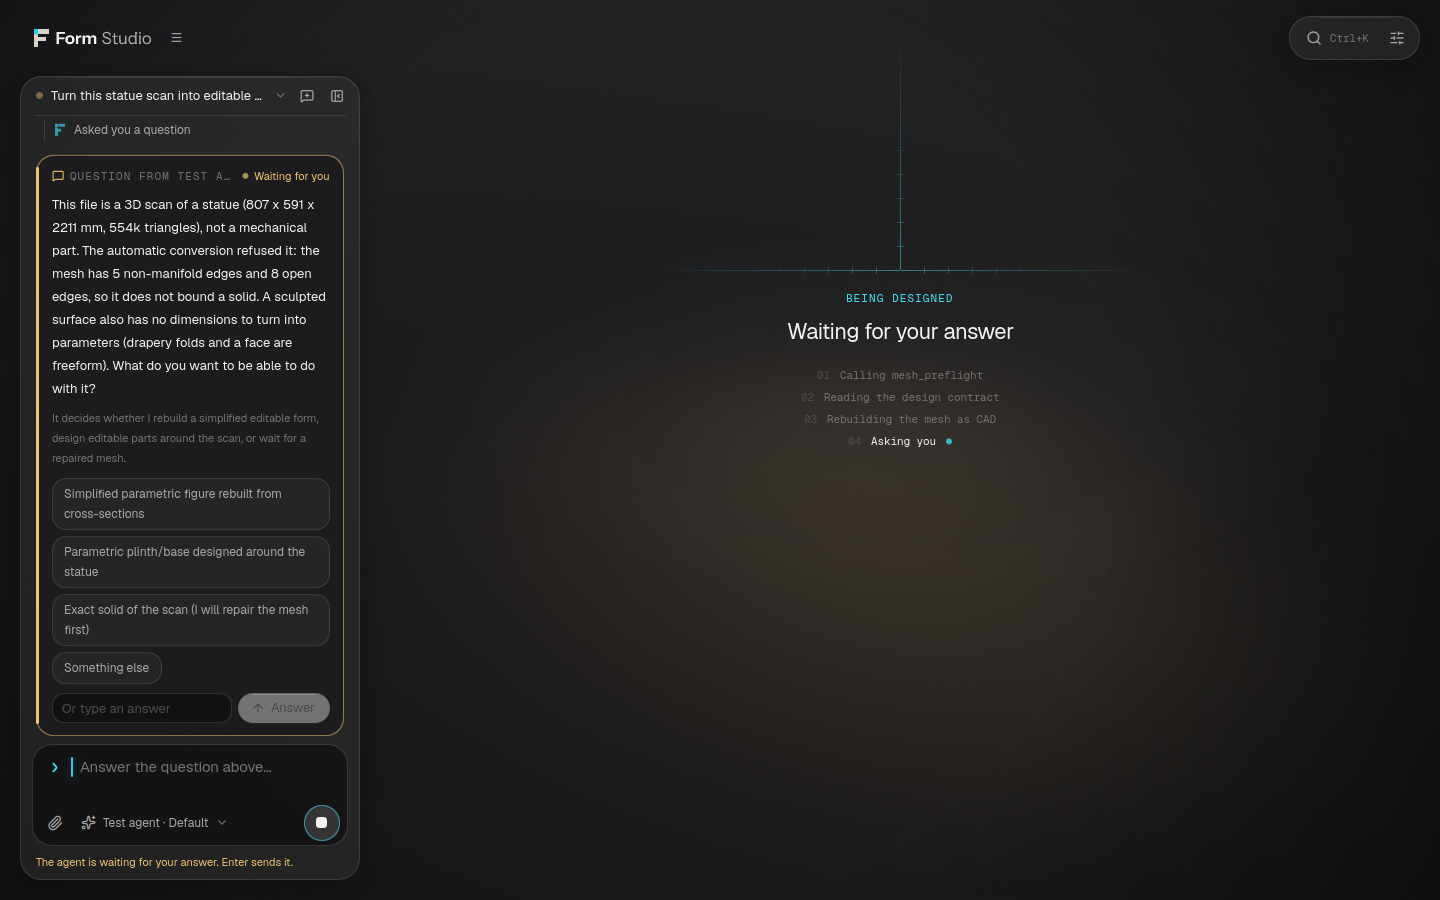 Form Studio
Ctrl+K
Turn this statue scan into editable ...
Asked you a question
QUESTION FROM TEST A…
Waiting for you
This file is a 3D scan of a statue (807 x 591 x
2211 mm, 554k triangles), not a mechanical
part. The automatic conversion refused it: the
mesh has 5 non-manifold edges and 8 open
edges, so it does not bound a solid. A sculpted
surface also has no dimensions to turn into
parameters (drapery folds and a face are
freeform). What do you want to be able to do
with it?
It decides whether I rebuild a simplified editable form,
design editable parts around the scan, or wait for a
repaired mesh.
Simplified parametric figure rebuilt from
cross-sections
Parametric plinth/base designed around the
statue
Exact solid of the scan (I will repair the mesh
first)
Something else
Or type an answer
Answer
Answer the question above...
Test agent · Default
The agent is waiting for your answer. Enter sends it.
BEING DESIGNED
Waiting for your answer
01 Calling mesh_preflight
02 Reading the design contract
03 Rebuilding the mesh as CAD
04 Asking you